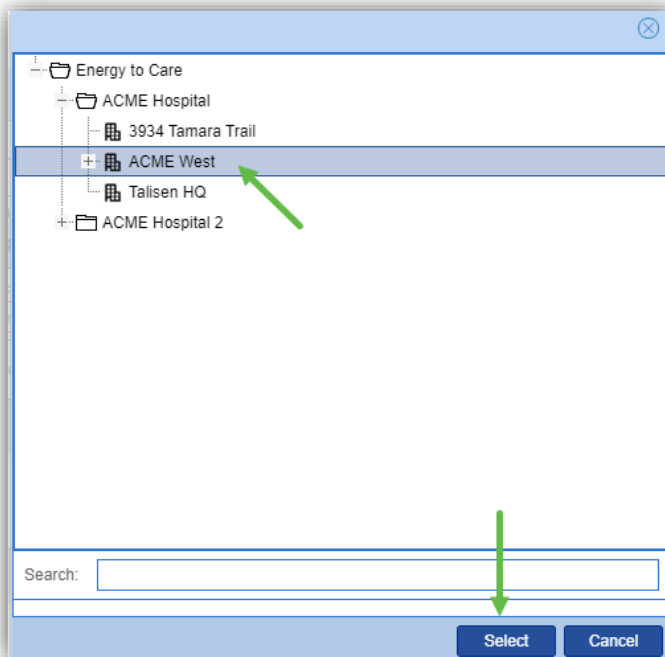 Energy to Care
ACME Hospital
3934 Tamara Trail
ACME West
Talisen HQ
ACME Hospital 2
Search:
Select Cancel